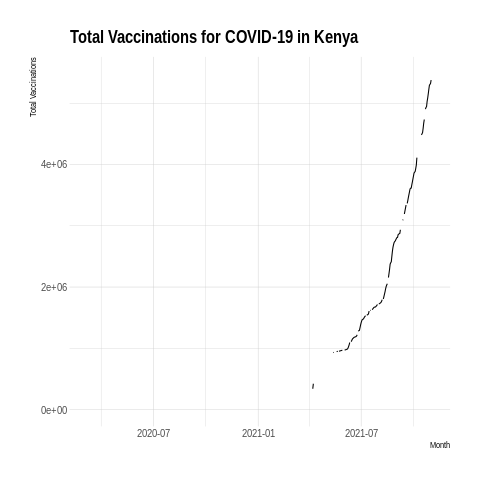 Total Vaccinations for COVID-19 in Kenya
Total Vaccinations
4e+06
2e+06
0e+00
2020-07 2021-01 2021-07
Month